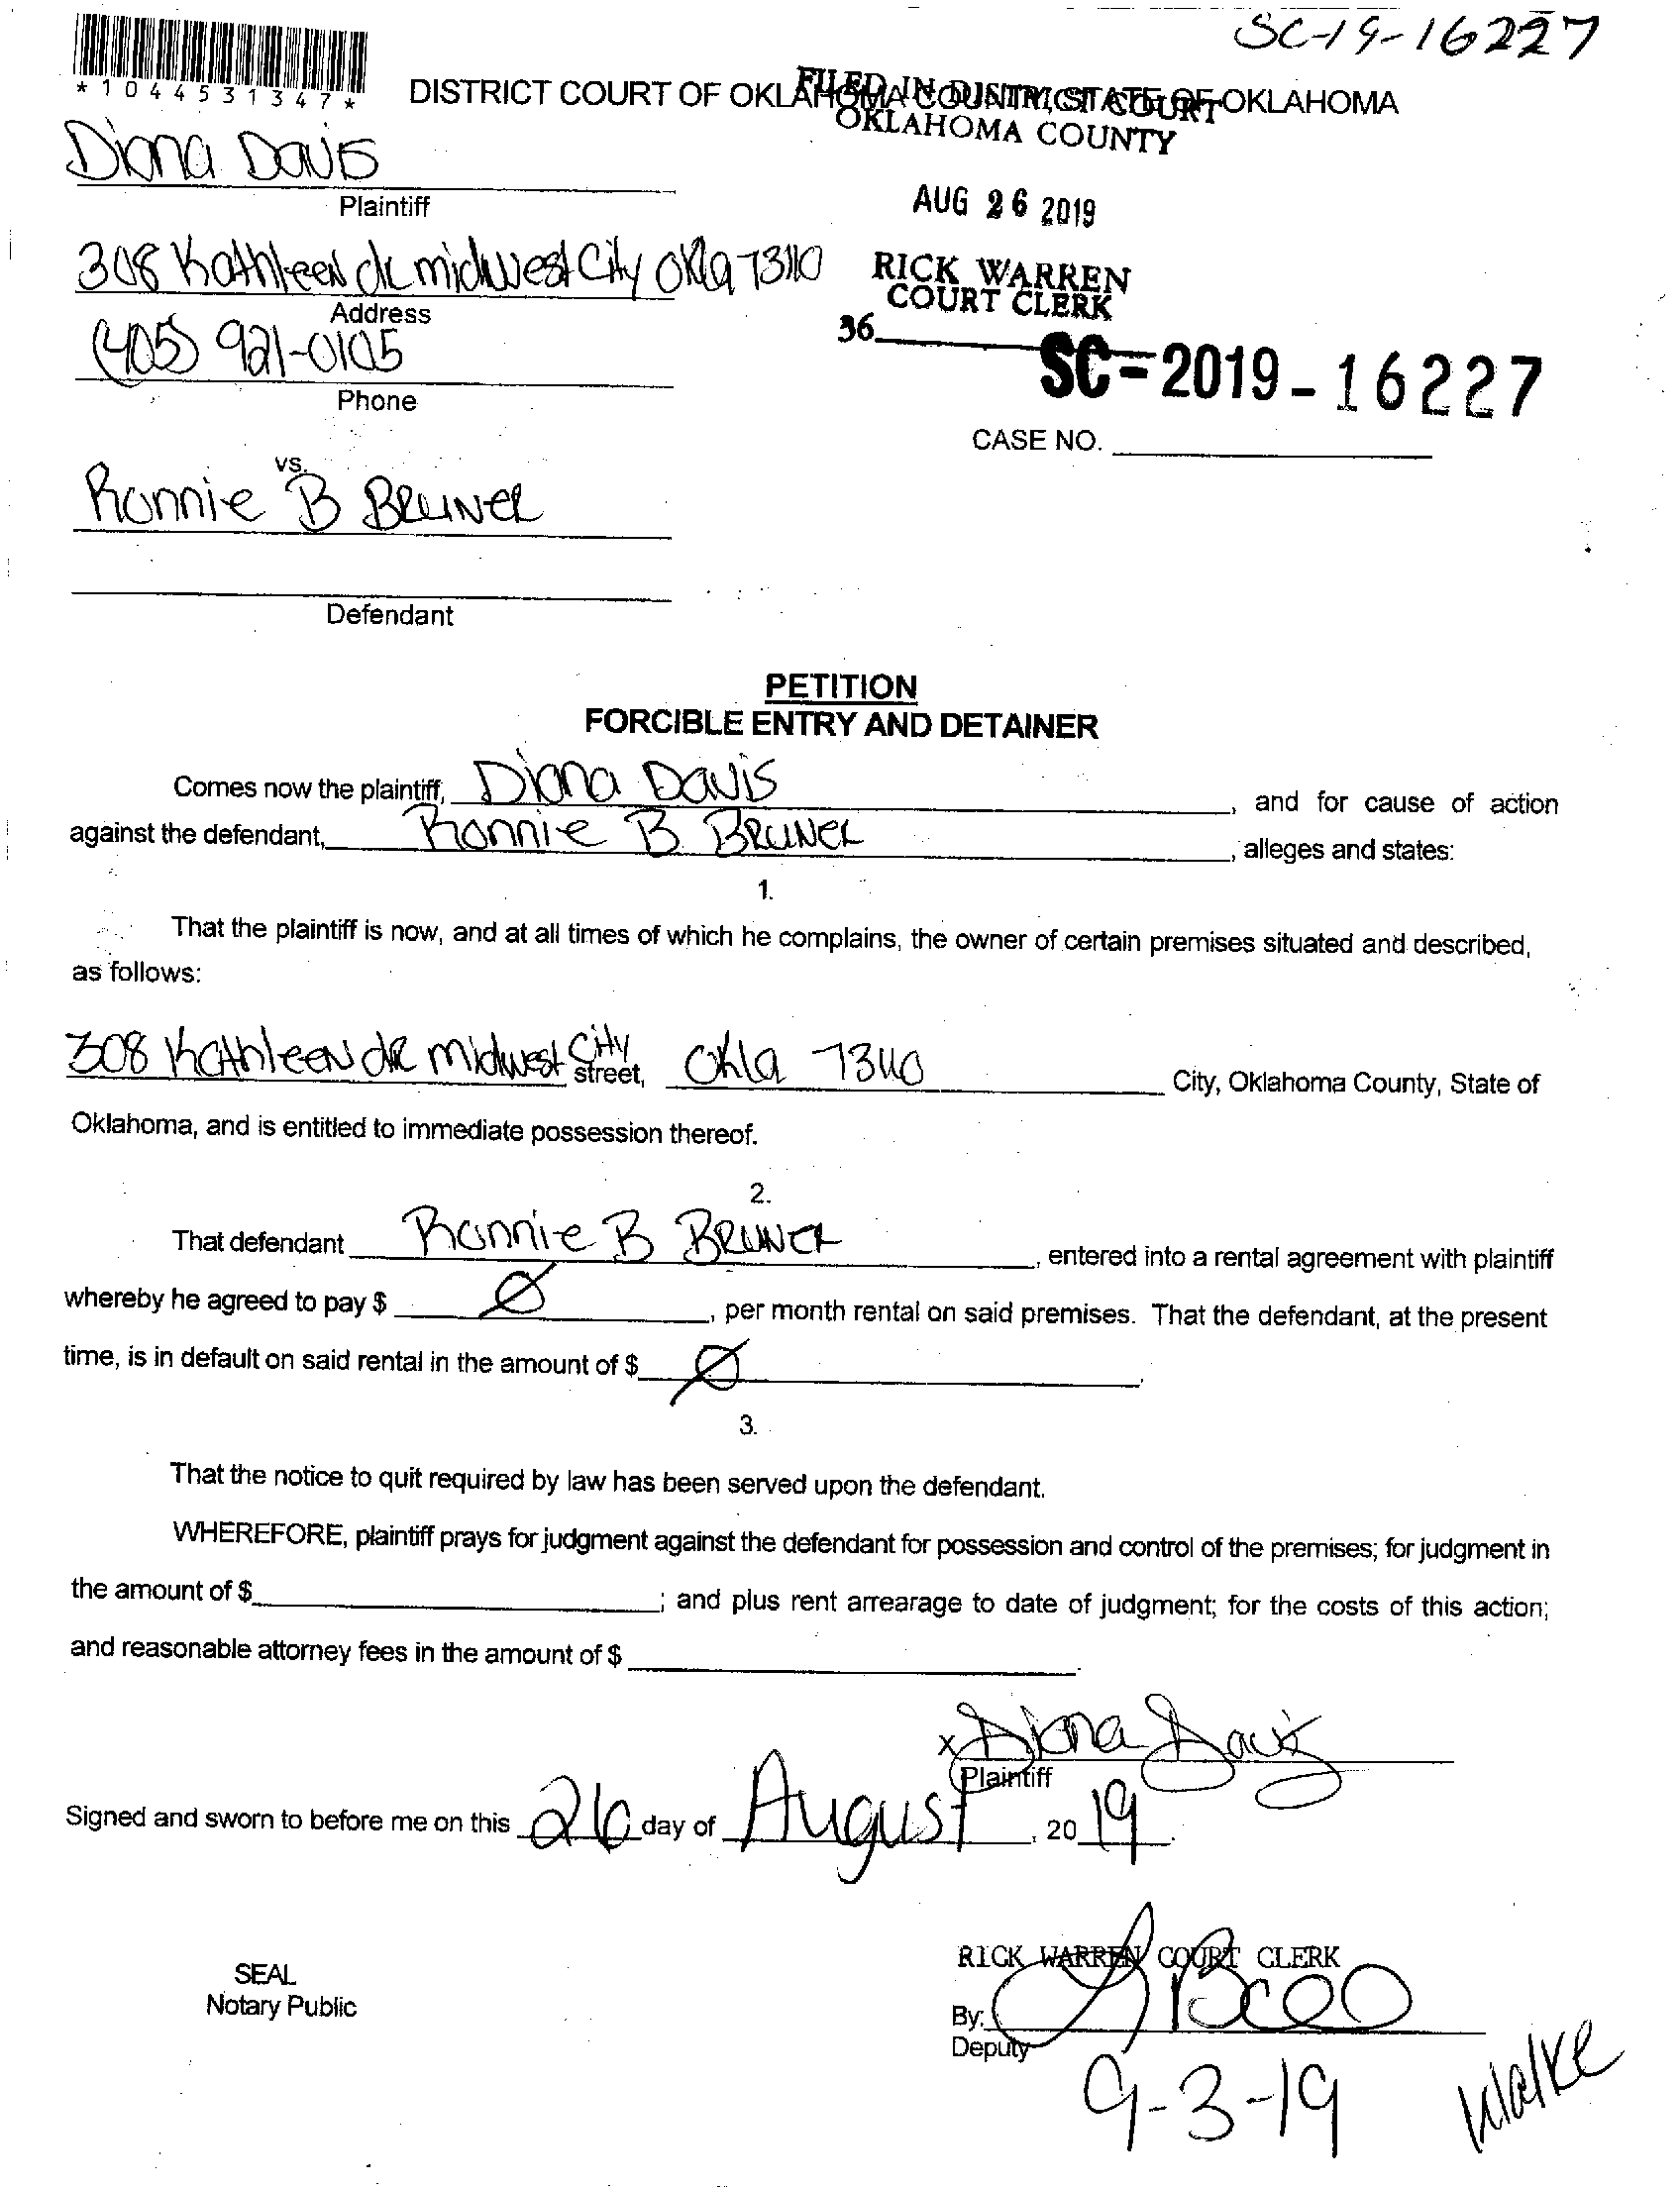 SC-19-16227
*1044531347*
DISTRICT COURT OF OKLAHOMA COUNTY, STATE OF OKLAHOMA
FILED IN DISTRICT COURT
OKLAHOMA COUNTY
Diana Davis
Plaintiff
AUG 26 2019
308 Kathleen dr midwest City Okla 73110
Address
RICK WARREN
COURT CLERK
(405) 921-0105
Phone
36
SC-2019-16227
CASE NO.
vs.
Ronnie B Bruner
Defendant
PETITION
FORCIBLE ENTRY AND DETAINER
Comes now the plaintiff, Diana Davis, and for cause of action
against the defendant, Ronnie B. Bruner, alleges and states:
1.
That the plaintiff is now, and at all times of which he complains, the owner of certain premises situated and described,
as follows:
308 Kathleen dr Midwest City street, Okla 73110 City, Oklahoma County, State of
Oklahoma, and is entitled to immediate possession thereof.
2.
That defendant Ronnie B Bruner, entered into a rental agreement with plaintiff
whereby he agreed to pay $ Ø, per month rental on said premises. That the defendant, at the present
time, is in default on said rental in the amount of $ Ø.
3.
That the notice to quit required by law has been served upon the defendant.
WHEREFORE, plaintiff prays for judgment against the defendant for possession and control of the premises; for judgment in
the amount of $ ; and plus rent arrearage to date of judgment; for the costs of this action;
and reasonable attorney fees in the amount of $ .
X Diana Davis
Plaintiff
Signed and sworn to before me on this 26 day of August, 2019.
RICK WARREN COURT CLERK
SEAL
Notary Public
By:
Deputy
9-3-19
Walke